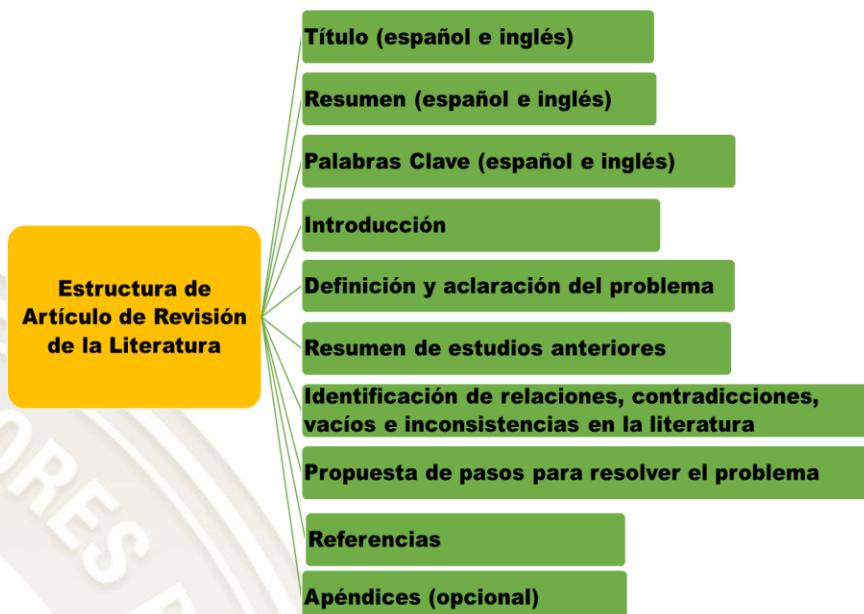 Título (español e inglés)
Resumen (español e inglés)
Palabras Clave (español e inglés)
Introducción
Estructura de
Artículo de Revisión
de la Literatura
Definición y aclaración del problema
Resumen de estudios anteriores
Identificación de relaciones, contradicciones,
vacíos e inconsistencias en la literatura
Propuesta de pasos para resolver el problema
Referencias
Apéndices (opcional)